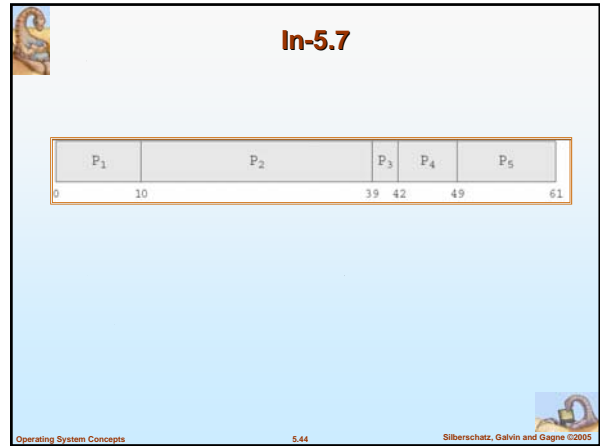 In-5.7
P1 P2 P3 P4 P5
0 10 39 42 49 61
Operating System Concepts 5.44 Silberschatz, Galvin and Gagne ©2005